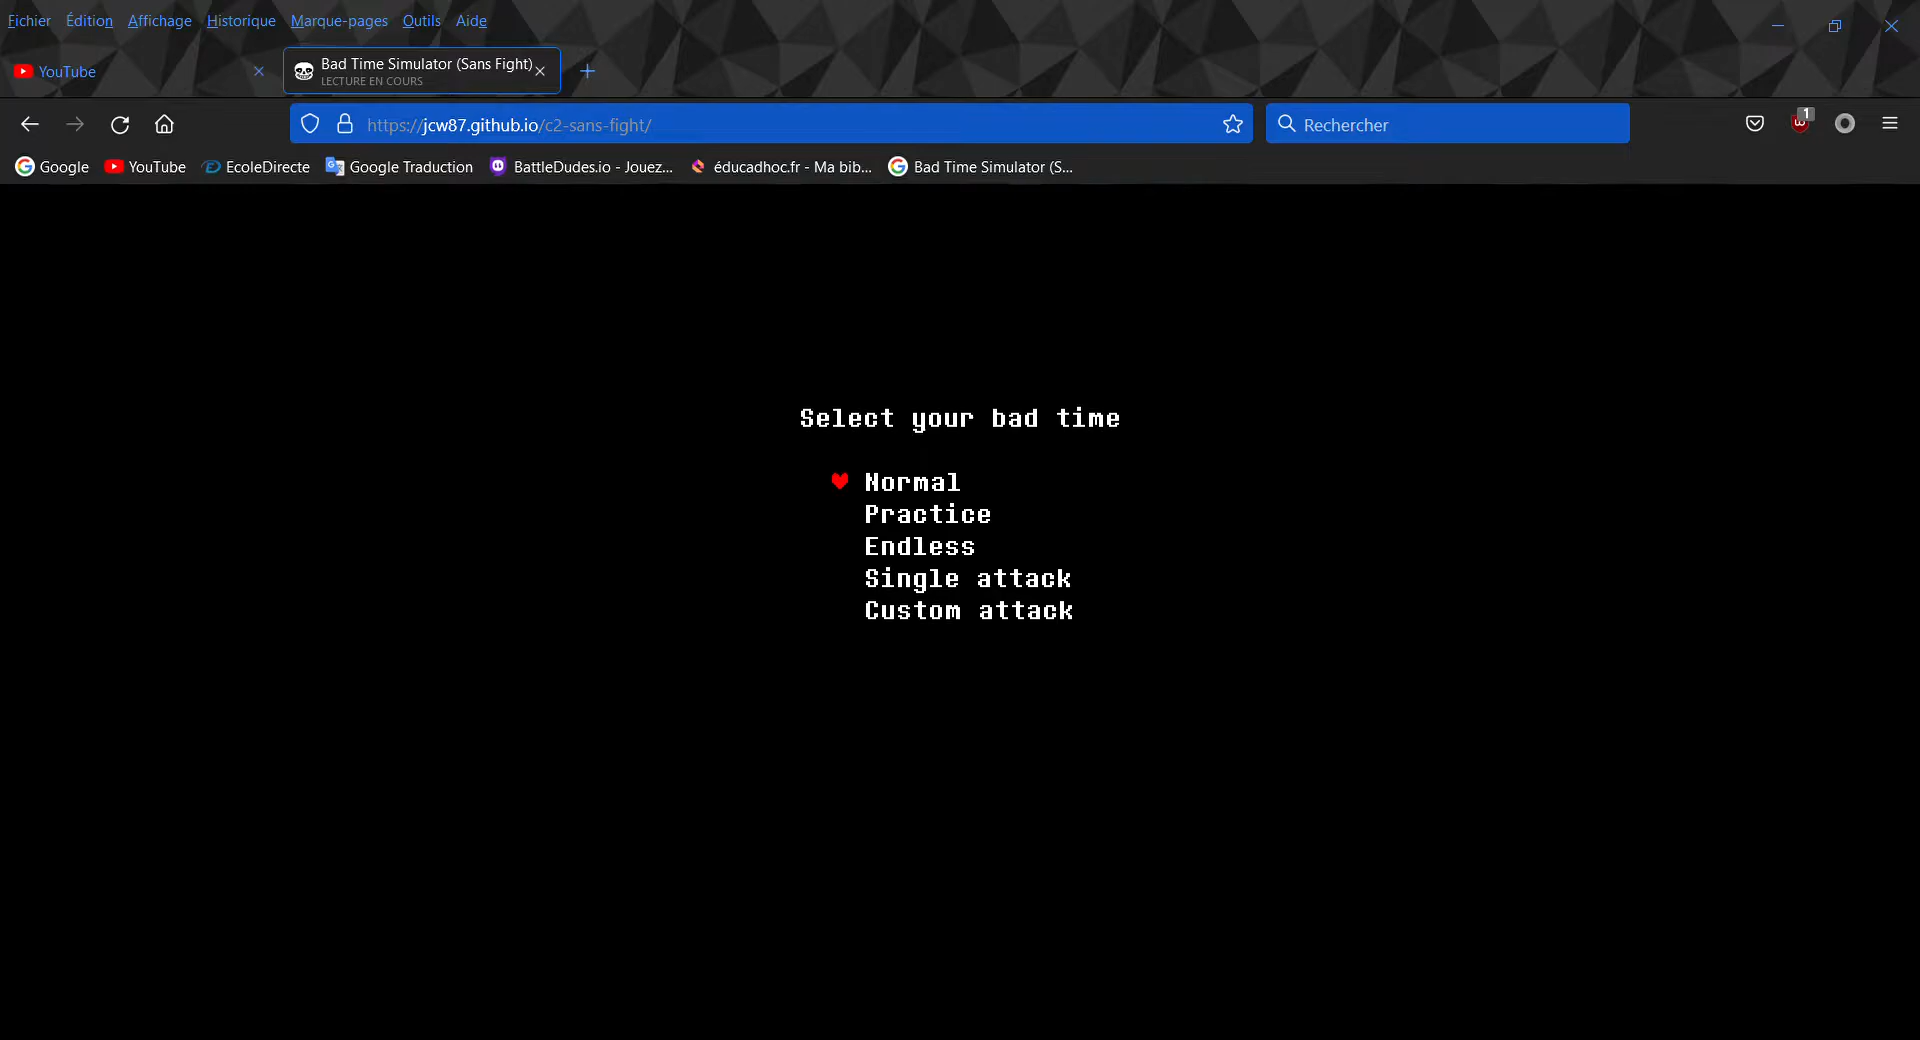 Fichier Édition Affichage Historique Marque-pages Outils Aide
YouTube
Bad Time Simulator (Sans Fight)
LECTURE EN COURS
https://jcw87.github.io/c2-sans-fight/
Rechercher
1
Google YouTube EcoleDirecte Google Traduction BattleDudes.io - Jouez... éducadhoc.fr - Ma bib... Bad Time Simulator (S...
Select your bad time
Normal
Practice
Endless
Single attack
Custom attack